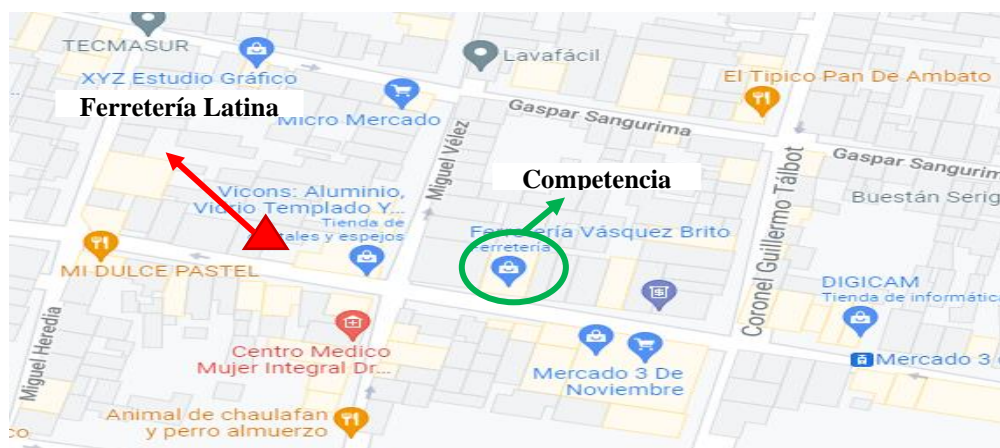 TECMASUR
XYZ Estudio Gráfico
Lavafácil
El Tipico Pan De Ambato
Ferretería Latina
Micro Mercado
Gaspar Sangurima
Miguel Vélez
Competencia
Gaspar Sangurim
Buestán Serig
Vicons: Aluminio,
Vidrio Templado Y...
Tienda de
tales y espejos
Ferretería Vásquez Brito
Ferretería
Coronel Guillermo Tálbot
MI DULCE PASTEL
DIGICAM
Tienda de informática
Miguel Heredia
Centro Medico
Mujer Integral Dr...
Mercado 3 De
Noviembre
Mercado 3
Animal de chaulafan
y perro almuerzo
co